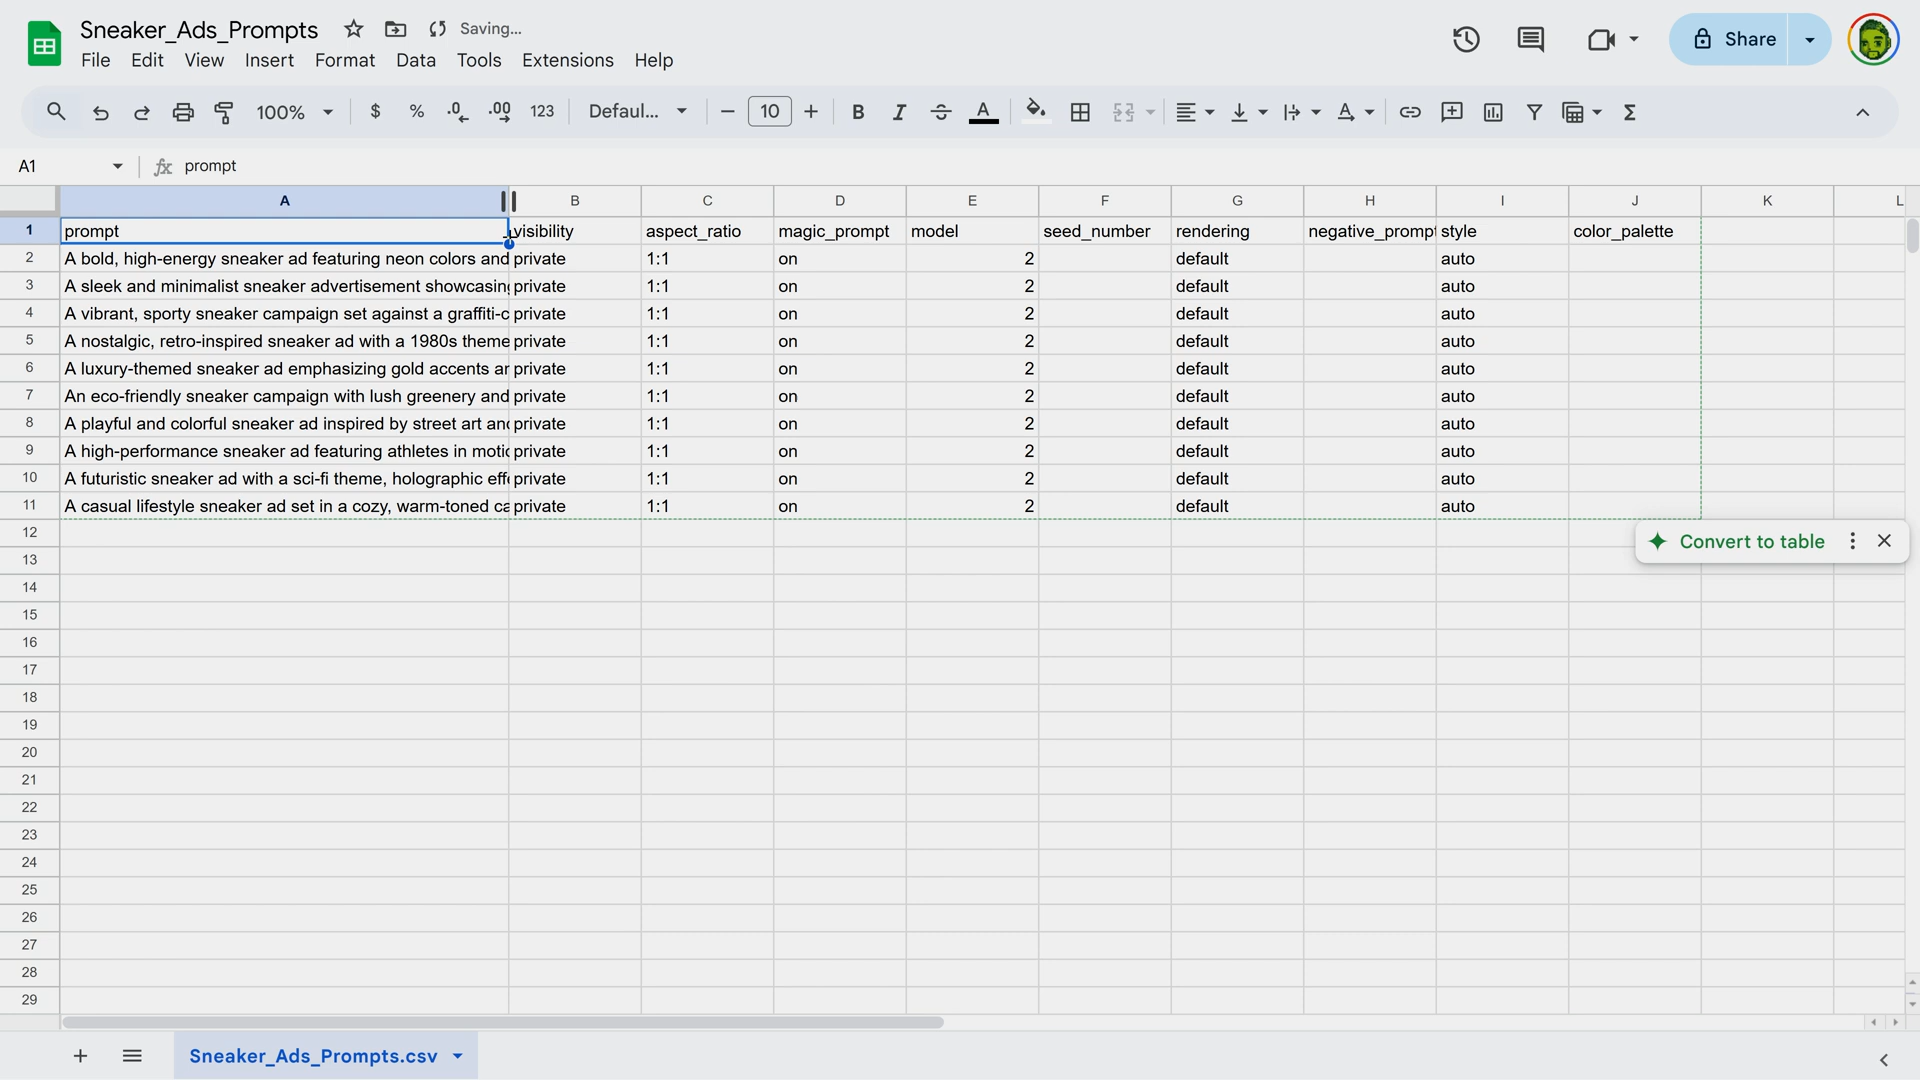 Sneaker_Ads_Prompts Saving...
File Edit View Insert Format Data Tools Extensions Help
Share
100% $ % .0 .00 123 Defaul... 10 B I A
A1 fx prompt
A B C D E F G H I J K L
1 prompt visibility aspect_ratio magic_prompt model seed_number rendering negative_prompt style color_palette
2 A bold, high-energy sneaker ad featuring neon colors and private 1:1 on 2 default auto
3 A sleek and minimalist sneaker advertisement showcasing private 1:1 on 2 default auto
4 A vibrant, sporty sneaker campaign set against a graffiti-c private 1:1 on 2 default auto
5 A nostalgic, retro-inspired sneaker ad with a 1980s theme private 1:1 on 2 default auto
6 A luxury-themed sneaker ad emphasizing gold accents ar private 1:1 on 2 default auto
7 An eco-friendly sneaker campaign with lush greenery and private 1:1 on 2 default auto
8 A playful and colorful sneaker ad inspired by street art and private 1:1 on 2 default auto
9 A high-performance sneaker ad featuring athletes in motic private 1:1 on 2 default auto
10 A futuristic sneaker ad with a sci-fi theme, holographic effe private 1:1 on 2 default auto
11 A casual lifestyle sneaker ad set in a cozy, warm-toned ca private 1:1 on 2 default auto
12
Convert to table
13
14
15
16
17
18
19
20
21
22
23
24
25
26
27
28
29
Sneaker_Ads_Prompts.csv